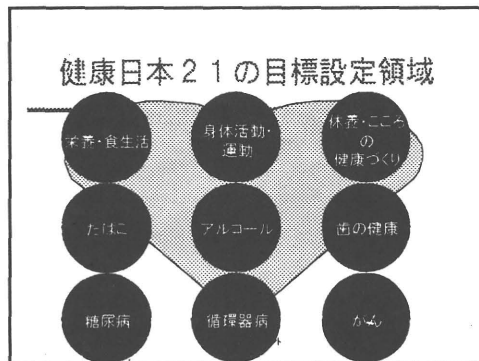 健康日本２１の目標設定領域
栄養・食生活
身体活動・
運動
休養・こころ
の
健康づくり
たばこ
アルコール
歯の健康
糖尿病
循環器病
がん